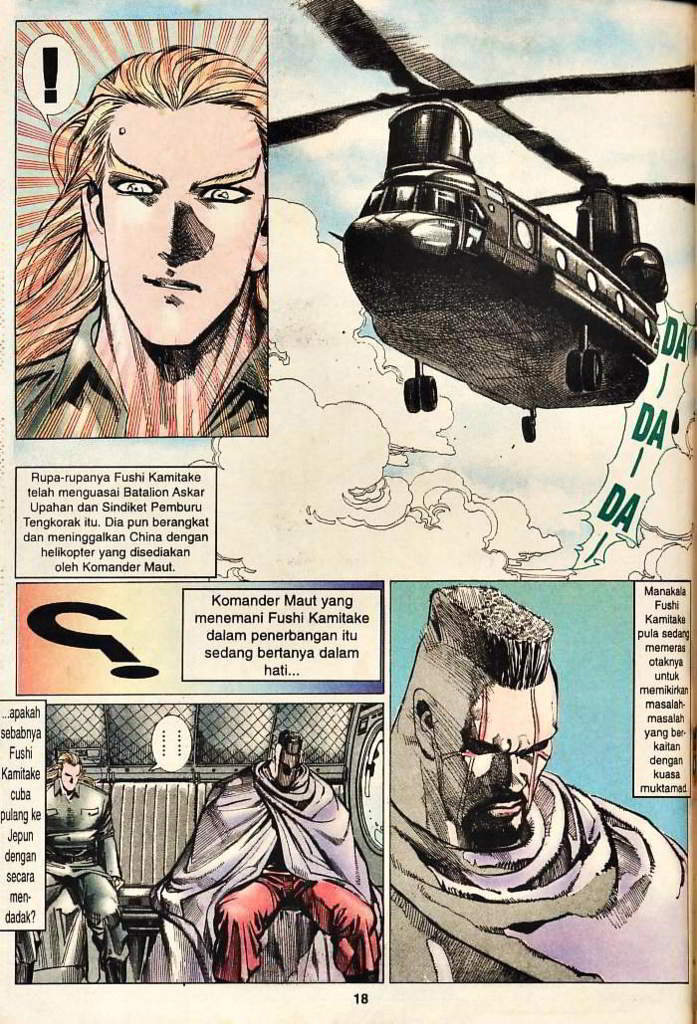 !
DA
DA
DA
Rupa-rupanya Fushi Kamitake
telah menguasai Batalion Askar
Upahan dan Sindiket Pemburu
Tengkorak itu. Dia pun berangkat
dan meninggalkan China dengan
helikopter yang disediakan
oleh Komander Maut.
?
Komander Maut yang
menemani Fushi Kamitake
dalam penerbangan itu
sedang bertanya dalam
hati...
...apakah
sebabnya
Fushi
Kamitake
cuba
pulang ke
Jepun
dengan
secara
men-
dadak?
Manakala
Fushi
Kamitake
pula sedang
memeras
otaknya
untuk
memikirkan
masalah-
masalah
yang ber-
kaitan
dengan
kuasa
muktamad.
18